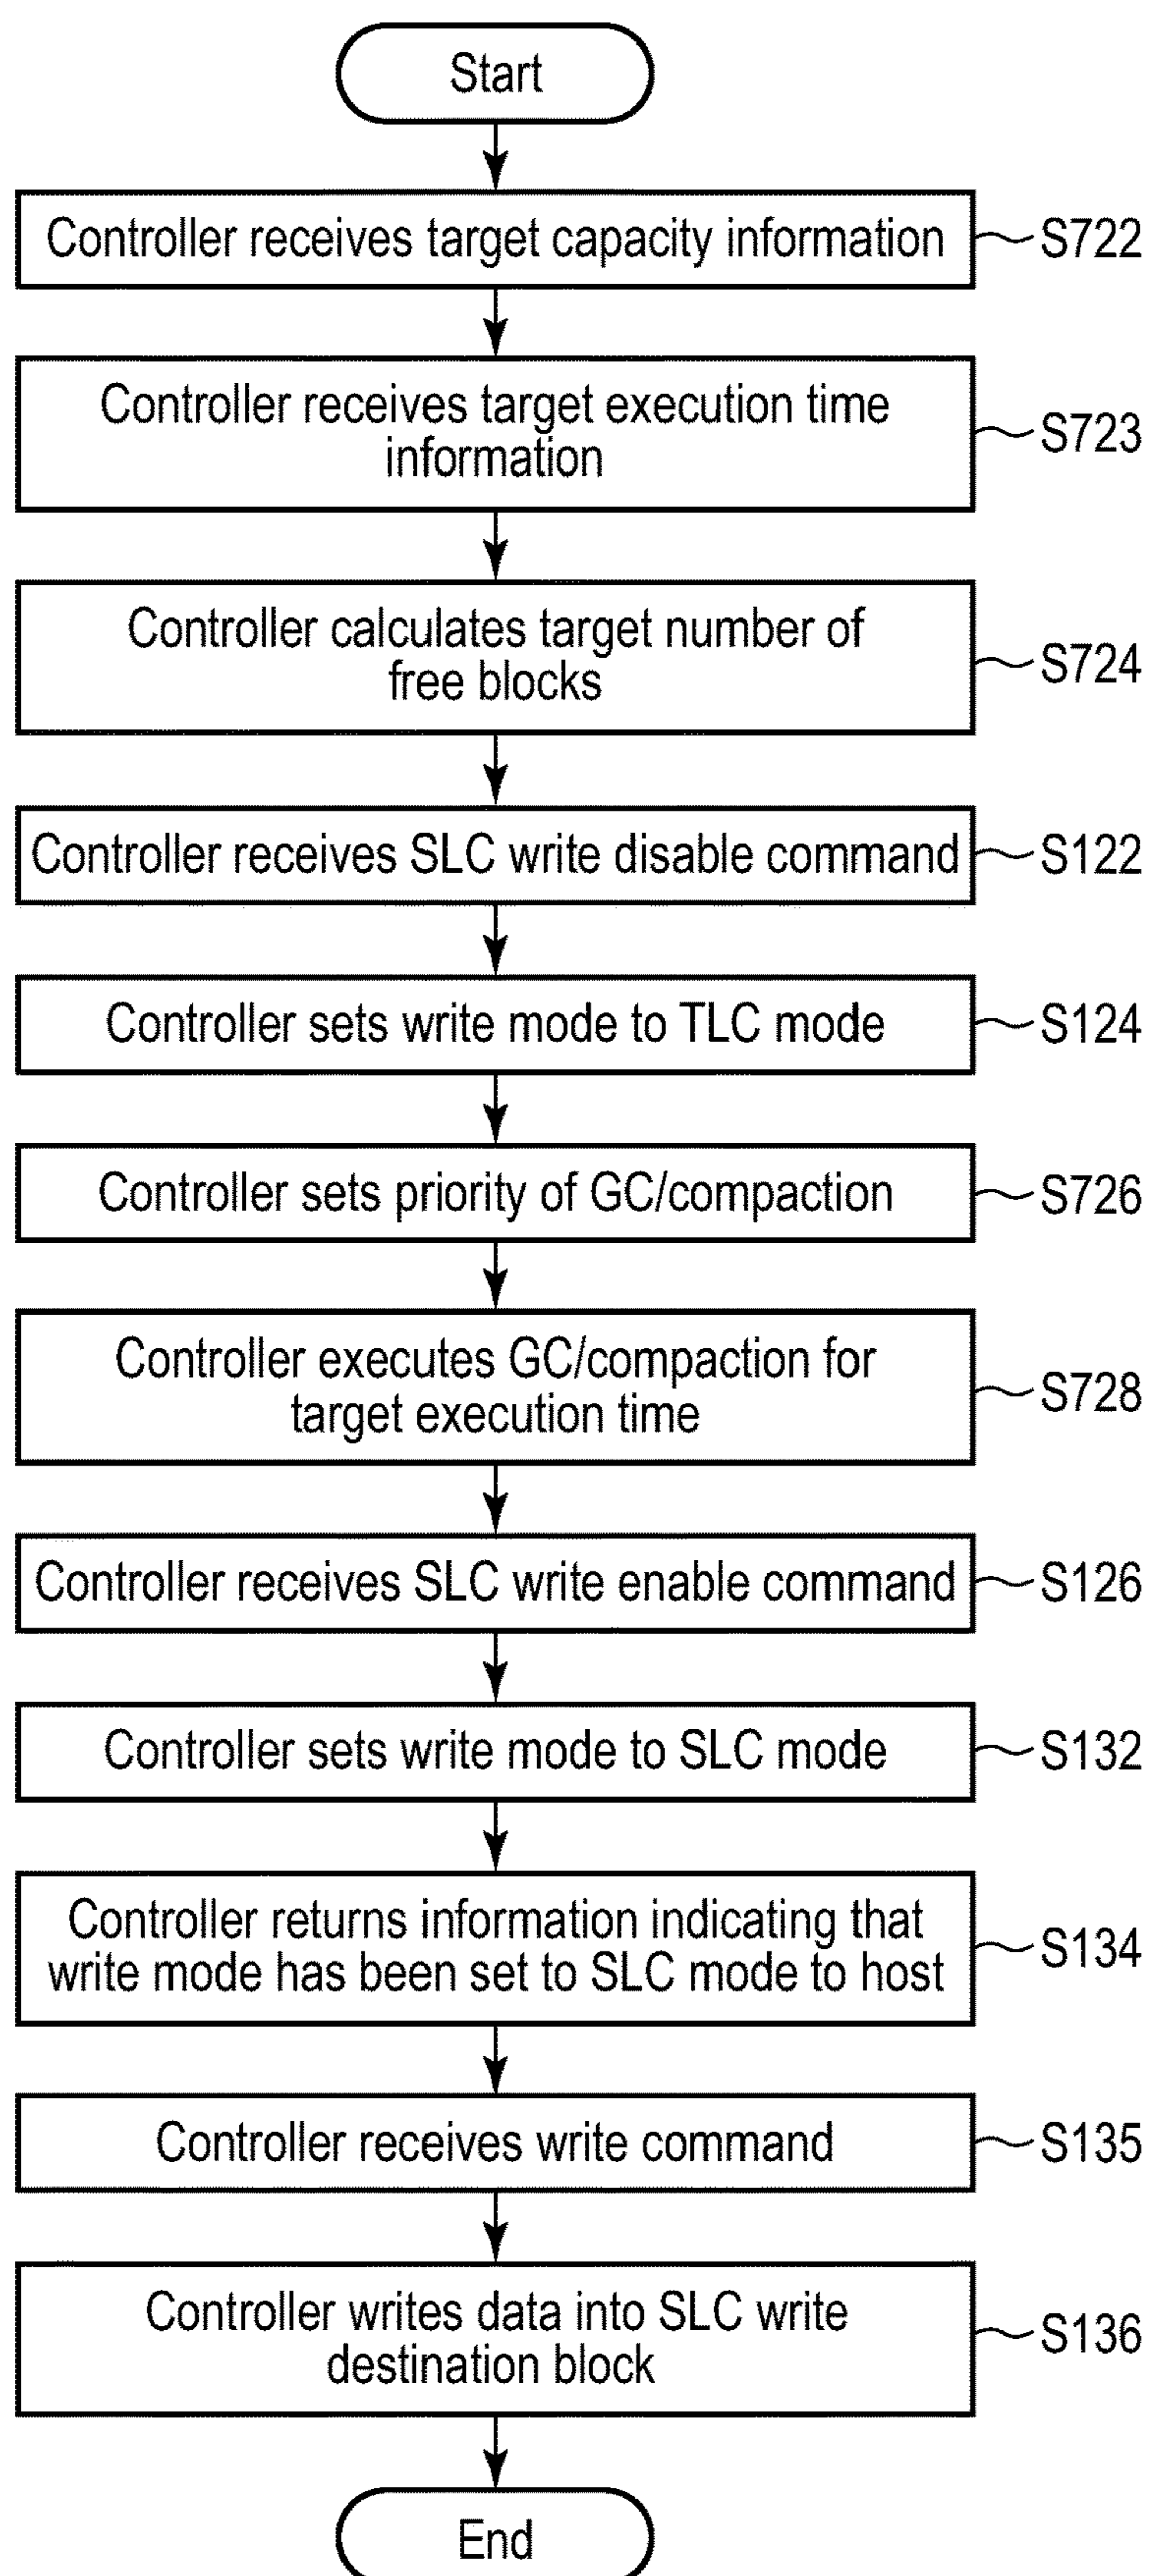 Start
Controller receives target capacity information
S722
Controller receives target execution time
information
S723
Controller calculates target number of
free blocks
S724
Controller receives SLC write disable command
S122
Controller sets write mode to TLC mode
S124
Controller sets priority of GC/compaction
S726
Controller executes GC/compaction for
target execution time
S728
Controller receives SLC write enable command
S126
Controller sets write mode to SLC mode
S132
Controller returns information indicating that
write mode has been set to SLC mode to host
S134
Controller receives write command
S135
Controller writes data into SLC write
destination block
S136
End